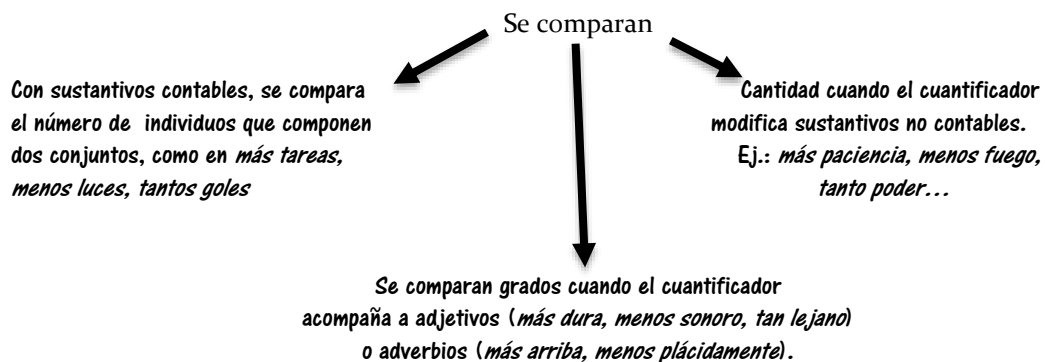 Se comparan
Con sustantivos contables, se compara
el número de individuos que componen
dos conjuntos, como en más tareas,
menos luces, tantos goles
Cantidad cuando el cuantificador
modifica sustantivos no contables.
Ej.: más paciencia, menos fuego,
tanto poder...
Se comparan grados cuando el cuantificador
acompaña a adjetivos (más dura, menos sonoro, tan lejano)
o adverbios (más arriba, menos plácidamente).